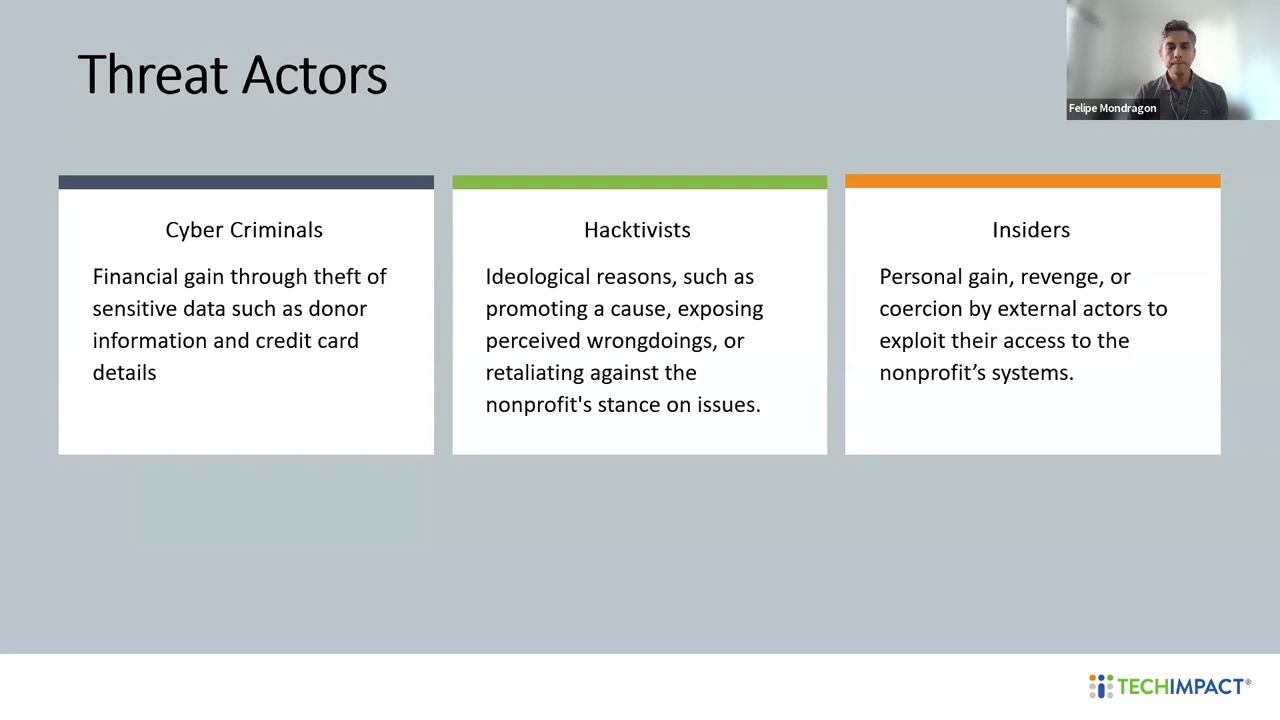 Threat Actors
Felipe Mondragon
Cyber Criminals
Financial gain through theft of
sensitive data such as donor
information and credit card
details
Hacktivists
Ideological reasons, such as
promoting a cause, exposing
perceived wrongdoings, or
retaliating against the
nonprofit's stance on issues.
Insiders
Personal gain, revenge, or
coercion by external actors to
exploit their access to the
nonprofit’s systems.
TECHIMPACT®